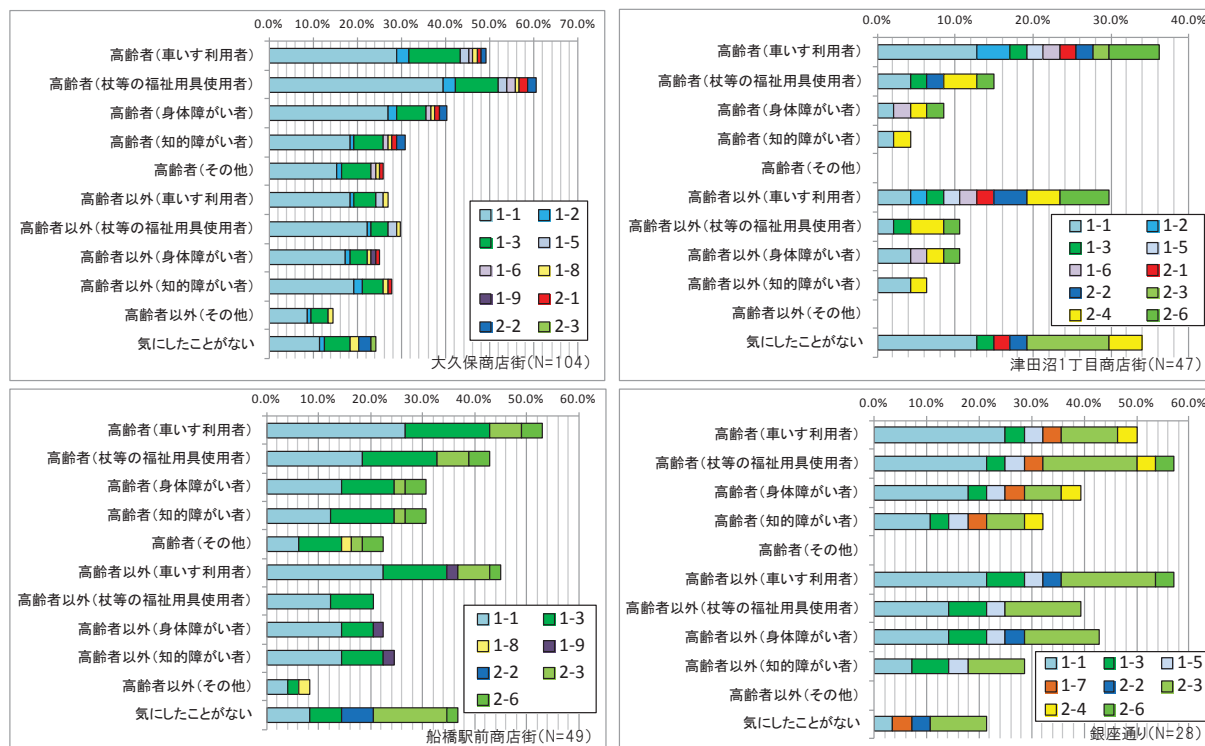 0.0% 10.0% 20.0% 30.0% 40.0% 50.0% 60.0% 70.0%
高齢者(車いす利用者)
高齢者(杖等の福祉用具使用者)
高齢者(身体障がい者)
高齢者(知的障がい者)
高齢者(その他)
高齢者以外(車いす利用者)
高齢者以外(杖等の福祉用具使用者)
高齢者以外(身体障がい者)
高齢者以外(知的障がい者)
高齢者以外(その他)
気にしたことがない
1-1 1-2
1-3 1-5
1-6 1-8
1-9 2-1
2-2 2-3
大久保商店街(N=104)
0.0% 10.0% 20.0% 30.0% 40.0%
高齢者(車いす利用者)
高齢者(杖等の福祉用具使用者)
高齢者(身体障がい者)
高齢者(知的障がい者)
高齢者(その他)
高齢者以外(車いす利用者)
高齢者以外(杖等の福祉用具使用者)
高齢者以外(身体障がい者)
高齢者以外(知的障がい者)
高齢者以外(その他)
気にしたことがない
1-1 1-2
1-3 1-5
1-6 2-1
2-2 2-3
2-4 2-6
津田沼1丁目商店街(N=47)
0.0% 10.0% 20.0% 30.0% 40.0% 50.0% 60.0%
高齢者(車いす利用者)
高齢者(杖等の福祉用具使用者)
高齢者(身体障がい者)
高齢者(知的障がい者)
高齢者(その他)
高齢者以外(車いす利用者)
高齢者以外(杖等の福祉用具使用者)
高齢者以外(身体障がい者)
高齢者以外(知的障がい者)
高齢者以外(その他)
気にしたことがない
1-1 1-3
1-8 1-9
2-2 2-3
2-6
船橋駅前商店街(N=49)
0.0% 10.0% 20.0% 30.0% 40.0% 50.0% 60.0%
高齢者(車いす利用者)
高齢者(杖等の福祉用具使用者)
高齢者(身体障がい者)
高齢者(知的障がい者)
高齢者(その他)
高齢者以外(車いす利用者)
高齢者以外(杖等の福祉用具使用者)
高齢者以外(身体障がい者)
高齢者以外(知的障がい者)
高齢者以外(その他)
気にしたことがない
1-1 1-3 1-5
1-7 2-2 2-3
2-4 2-6
銀座通り(N=28)